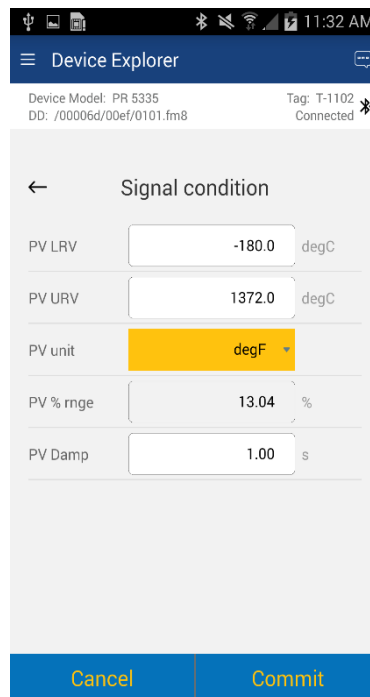 11:32 AM
Device Explorer
Device Model: PR 5335
Tag: T-1102
DD: /00006d/00ef/0101.fm8
Connected
Signal condition
PV LRV -180.0 degC
PV URV 1372.0 degC
PV unit degF
PV % rnge 13.04 %
PV Damp 1.00 s
Cancel Commit